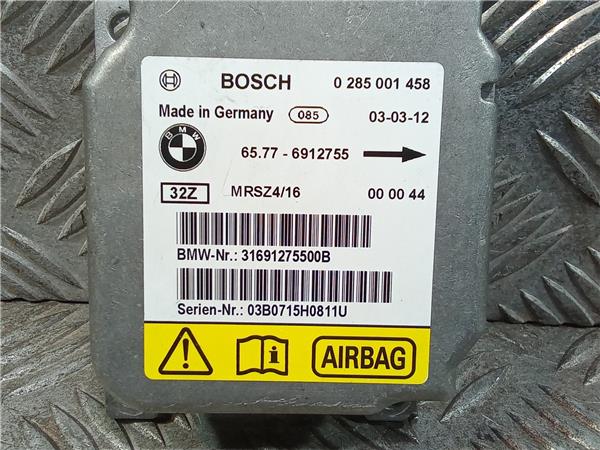 BOSCH 0 285 001 458
Made in Germany 085 03-03-12
BMW 65.77 - 6912755
32Z MRSZ4/16 00 00 44
BMW-Nr.: 31691275500B
Serien-Nr.: 03B0715H0811U
AIRBAG